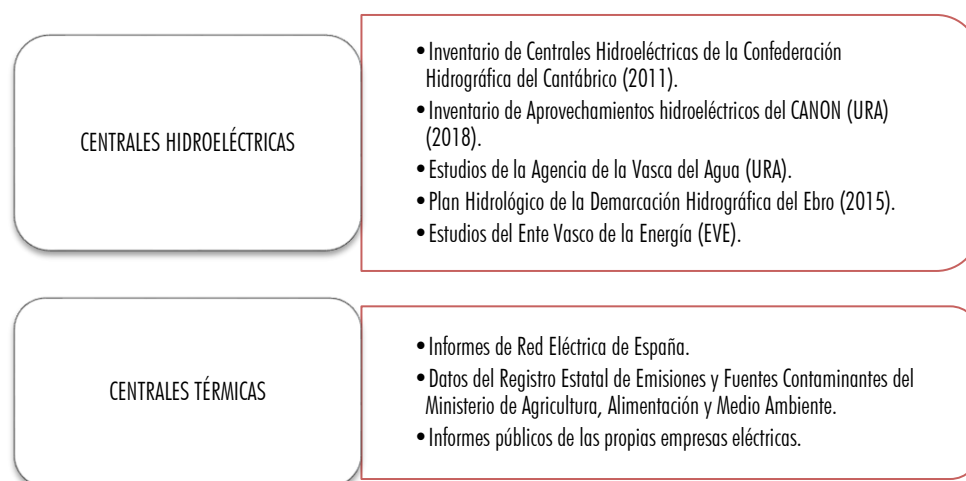 CENTRALES HIDROELÉCTRICAS
•Inventario de Centrales Hidroeléctricas de la Confederación
Hidrográfica del Cantábrico (2011).
•Inventario de Aprovechamientos hidroeléctricos del CANON (URA)
(2018).
•Estudios de la Agencia de la Vasca del Agua (URA).
•Plan Hidrológico de la Demarcación Hidrográfica del Ebro (2015).
•Estudios del Ente Vasco de la Energía (EVE).
CENTRALES TÉRMICAS
•Informes de Red Eléctrica de España.
•Datos del Registro Estatal de Emisiones y Fuentes Contaminantes del
Ministerio de Agricultura, Alimentación y Medio Ambiente.
•Informes públicos de las propias empresas eléctricas.